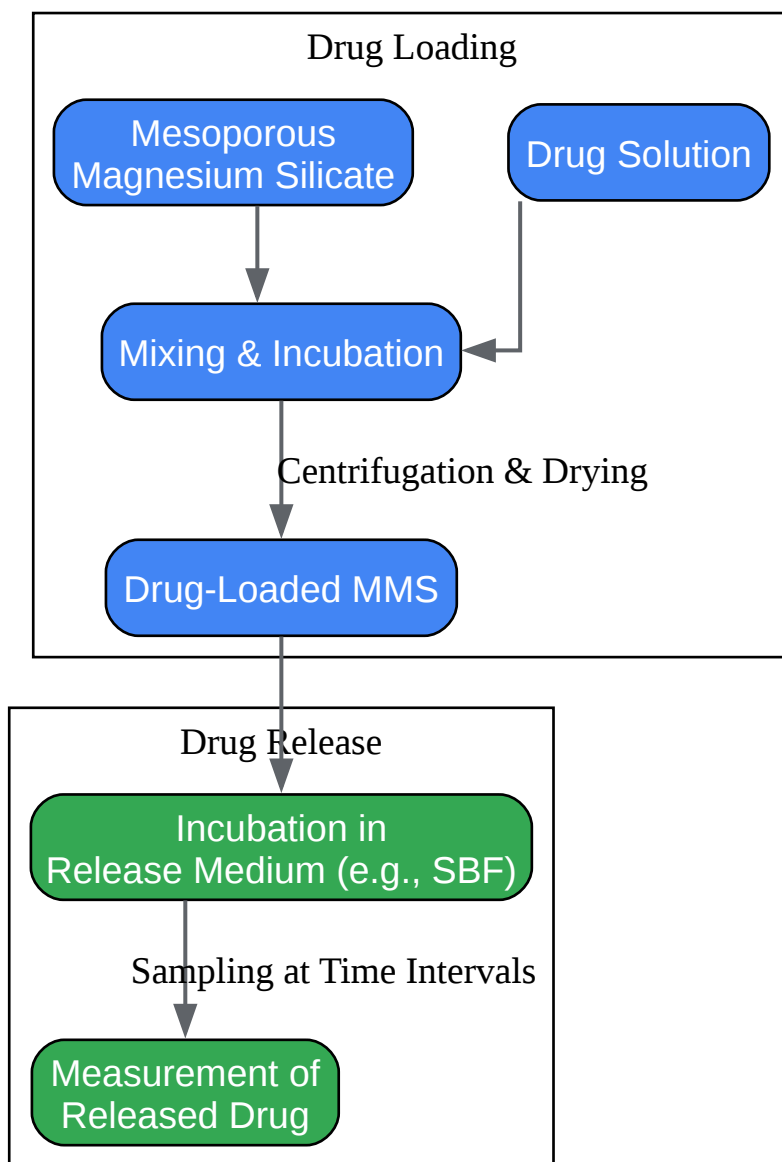 Drug Loading
Mesoporous
Magnesium Silicate
Drug Solution
Mixing & Incubation
Centrifugation & Drying
Drug-Loaded MMS
Drug Release
Incubation in
Release Medium (e.g., SBF)
Sampling at Time Intervals
Measurement of
Released Drug